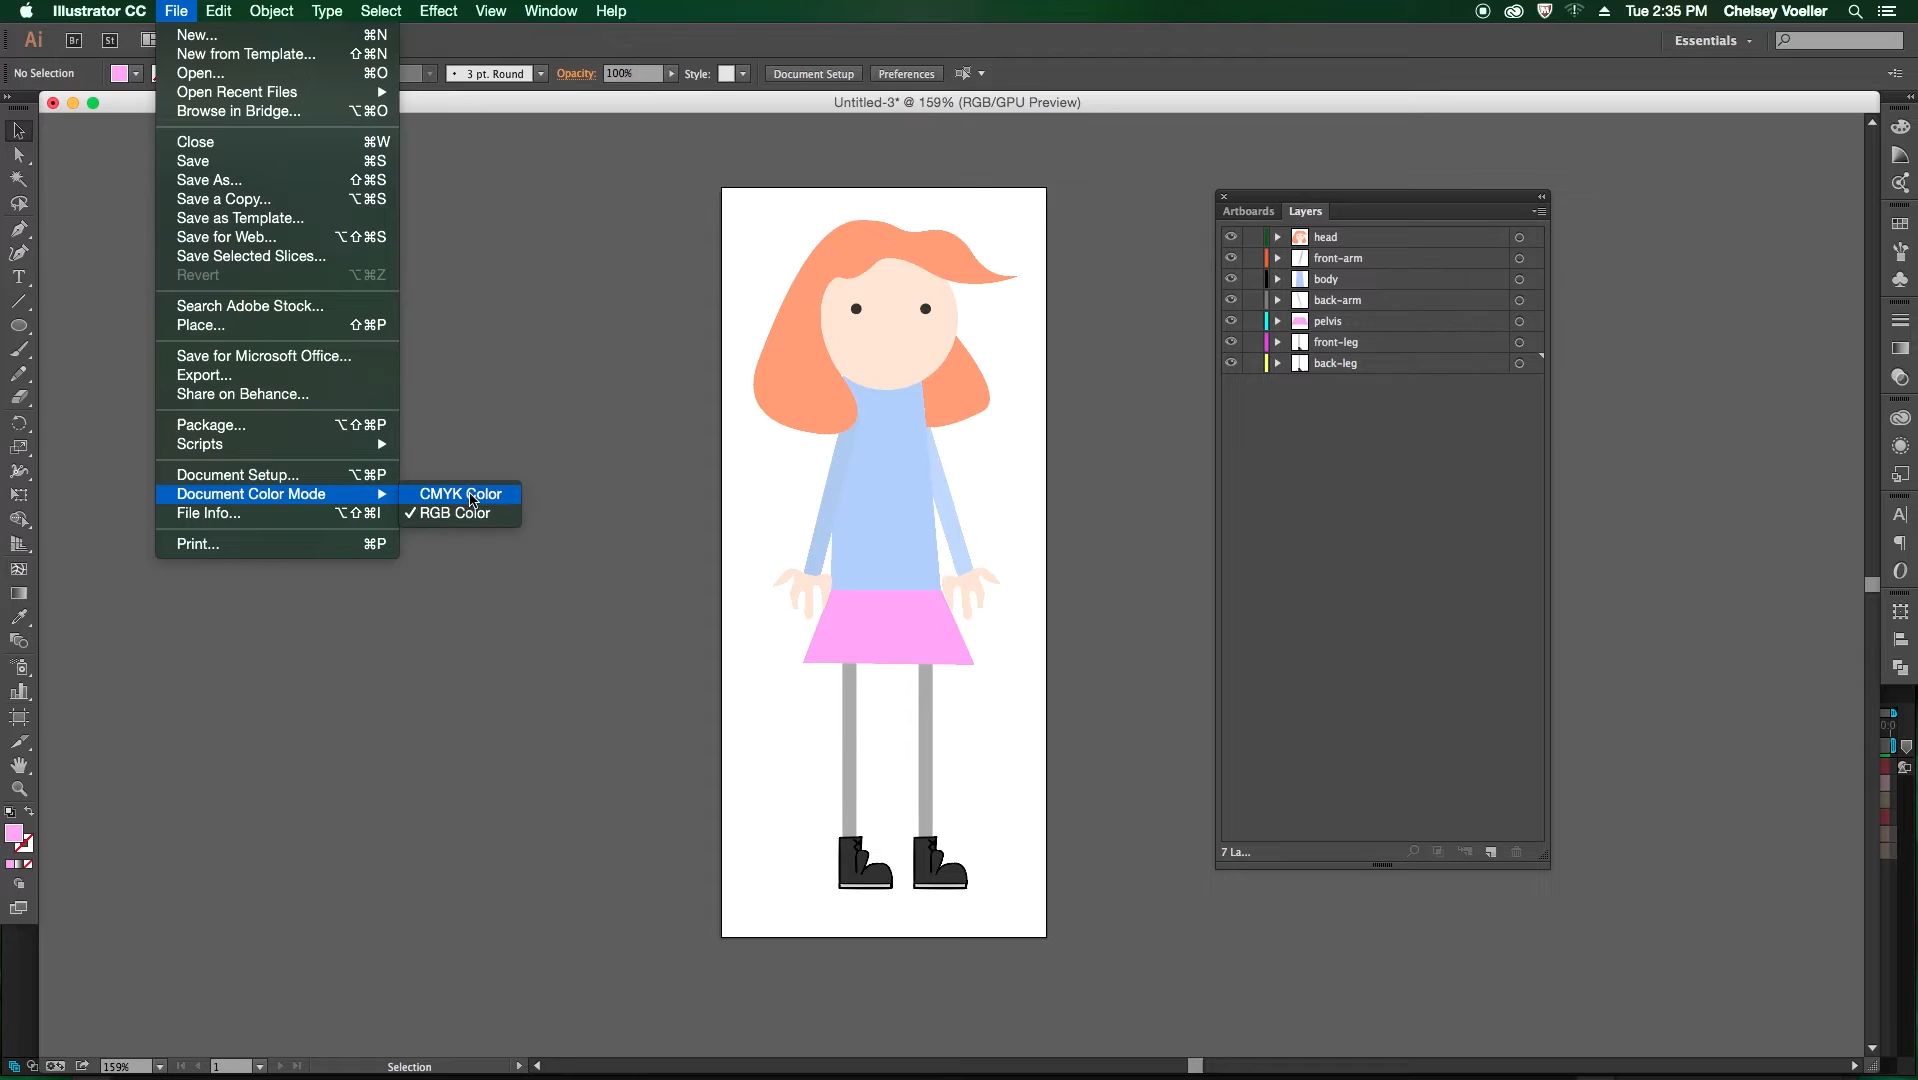 Illustrator CC File Edit Object Type Select Effect View Window Help Tue 2:35 PM Chelsey Voeller
Ai Br St Essentials
No Selection 3 pt. Round Opacity: 100% Style: Document Setup Preferences
Untitled-3* @ 159% (RGB/GPU Preview)
New... ⌘N
New from Template... ⇧⌘N
Open... ⌘O
Open Recent Files
Browse in Bridge... ⌥⌘O
Close ⌘W
Save ⌘S
Save As... ⇧⌘S
Save a Copy... ⌥⌘S
Save as Template...
Save for Web... ⌥⇧⌘S
Save Selected Slices...
Revert ⌥⌘Z
Search Adobe Stock...
Place... ⇧⌘P
Save for Microsoft Office...
Export...
Share on Behance...
Package... ⌥⇧⌘P
Scripts
Document Setup... ⌥⌘P
Document Color Mode
File Info... ⌥⇧⌘I
Print... ⌘P
CMYK Color
✓ RGB Color
Artboards Layers
head
front-arm
body
back-arm
pelvis
front-leg
back-leg
7 La...
159% 1 Selection